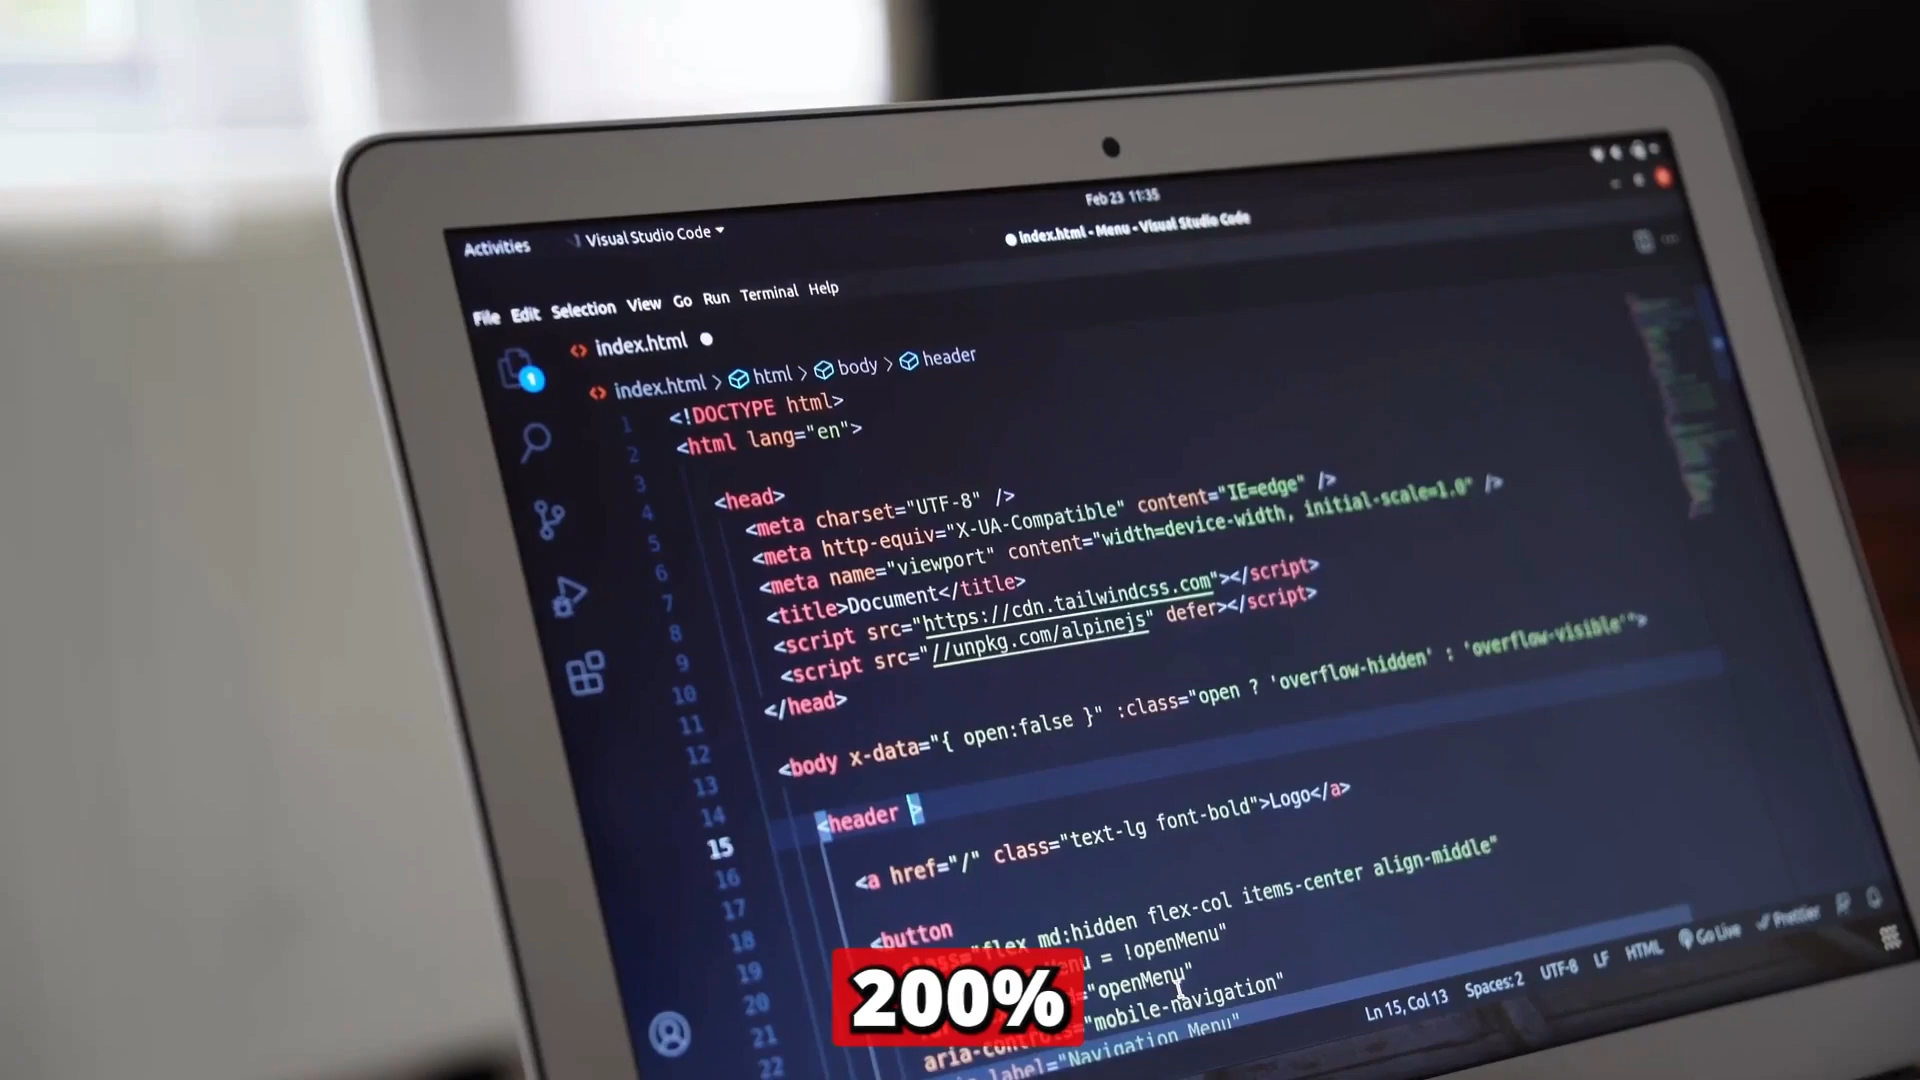 Feb 23 11:35
Activities
Visual Studio Code
index.html - Menu - Visual Studio Code
File Edit Selection View Go Run Terminal Help
index.html
1
index.html > html > body > header
1 <!DOCTYPE html>
2 <html lang="en">
3
4 <head>
5 <meta charset="UTF-8" />
6 <meta http-equiv="X-UA-Compatible" content="IE=edge" />
7 <meta name="viewport" content="width=device-width, initial-scale=1.0" />
8 <title>Document</title>
9 <script src="https://cdn.tailwindcss.com"></script>
10 <script src="//unpkg.com/alpinejs" defer></script>
11 </head>
12
13 <body x-data="{ open:false }" :class="open ? 'overflow-hidden' : 'overflow-visible'">
14
15 <header >
16
17 <a href="/" class="text-lg font-bold">Logo</a>
18
19 <button
20 class="flex md:hidden flex-col items-center align-middle"
21 = !openMenu"
22 ="openMenu"
="mobile-navigation"
"Navigation Menu"
200%
Ln 15, Col 13 Spaces: 2 UTF-8 LF HTML Go Live Prettier